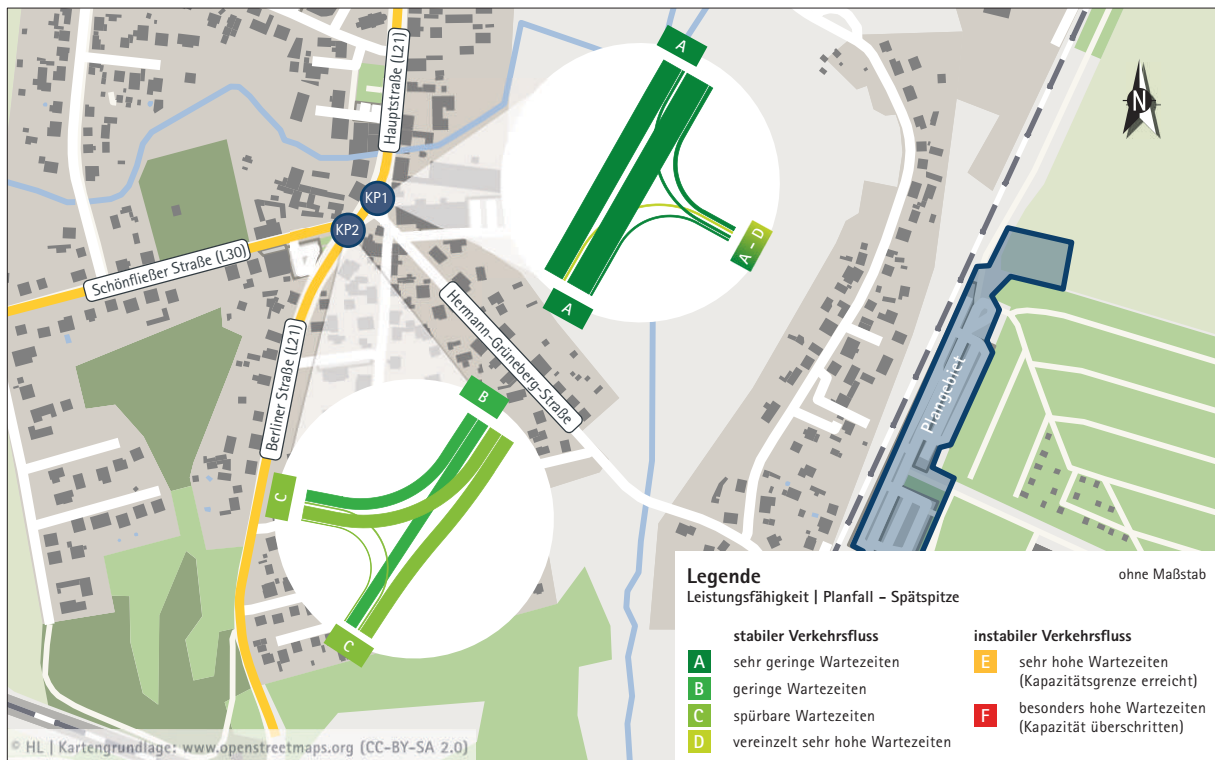 A
Hauptstraße (L21)
N
KP1
KP2
A - D
Schönfließer Straße (L30)
A
Hermann-Grüneberg-Straße
Berliner Straße (L21)
Plangebiet
B
C
C
Legende
ohne Maßstab
Leistungsfähigkeit | Planfall - Spätspitze
stabiler Verkehrsfluss
A sehr geringe Wartezeiten
B geringe Wartezeiten
C spürbare Wartezeiten
D vereinzelt sehr hohe Wartezeiten
instabiler Verkehrsfluss
E sehr hohe Wartezeiten
(Kapazitätsgrenze erreicht)
F besonders hohe Wartezeiten
(Kapazität überschritten)
© HL | Kartengrundlage: www.openstreetmaps.org (CC-BY-SA 2.0)